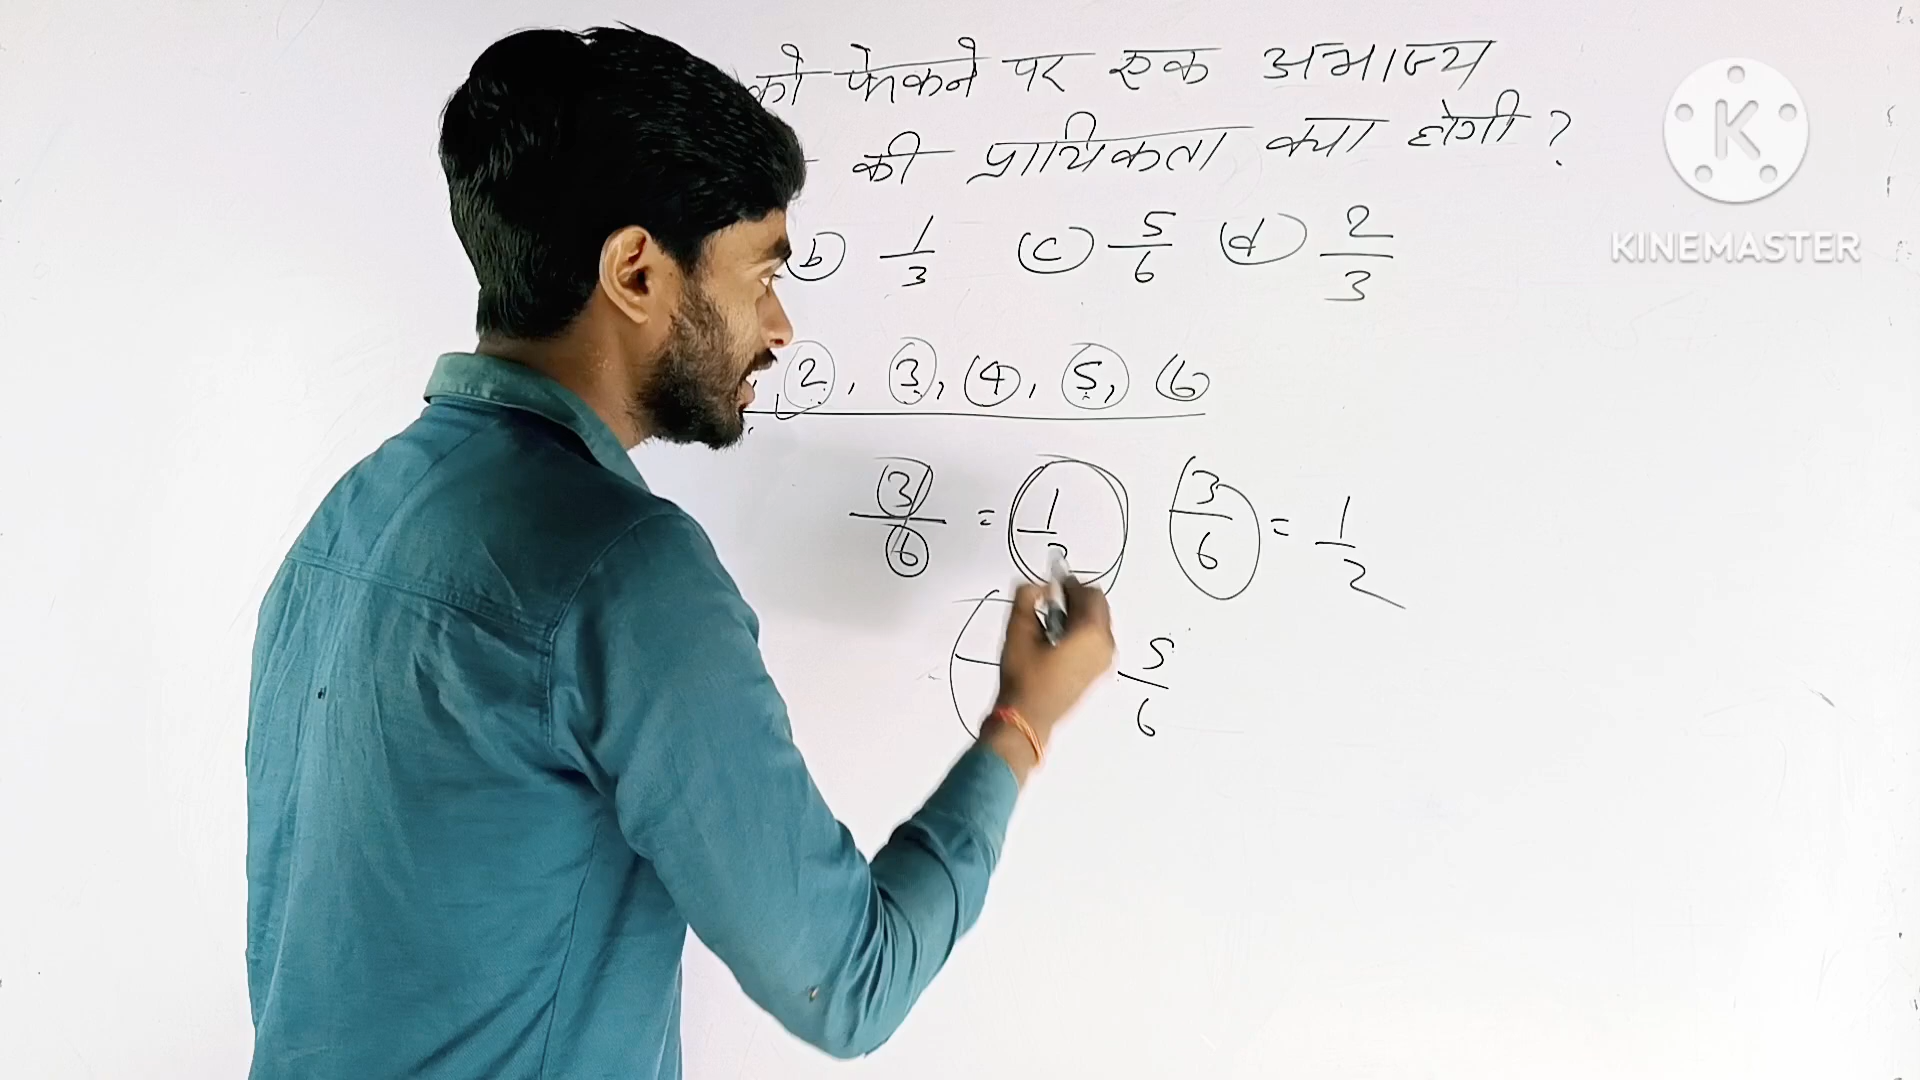 को फेकने पर एक अभाज्य
की प्रायिकता क्या होगी ?
(b) 1/3 (c) 5/6 (d) 2/3
2, 3, 4, 5, 6
3/6 = 1/2 3/6 = 1/2
5/6
K
KINEMASTER